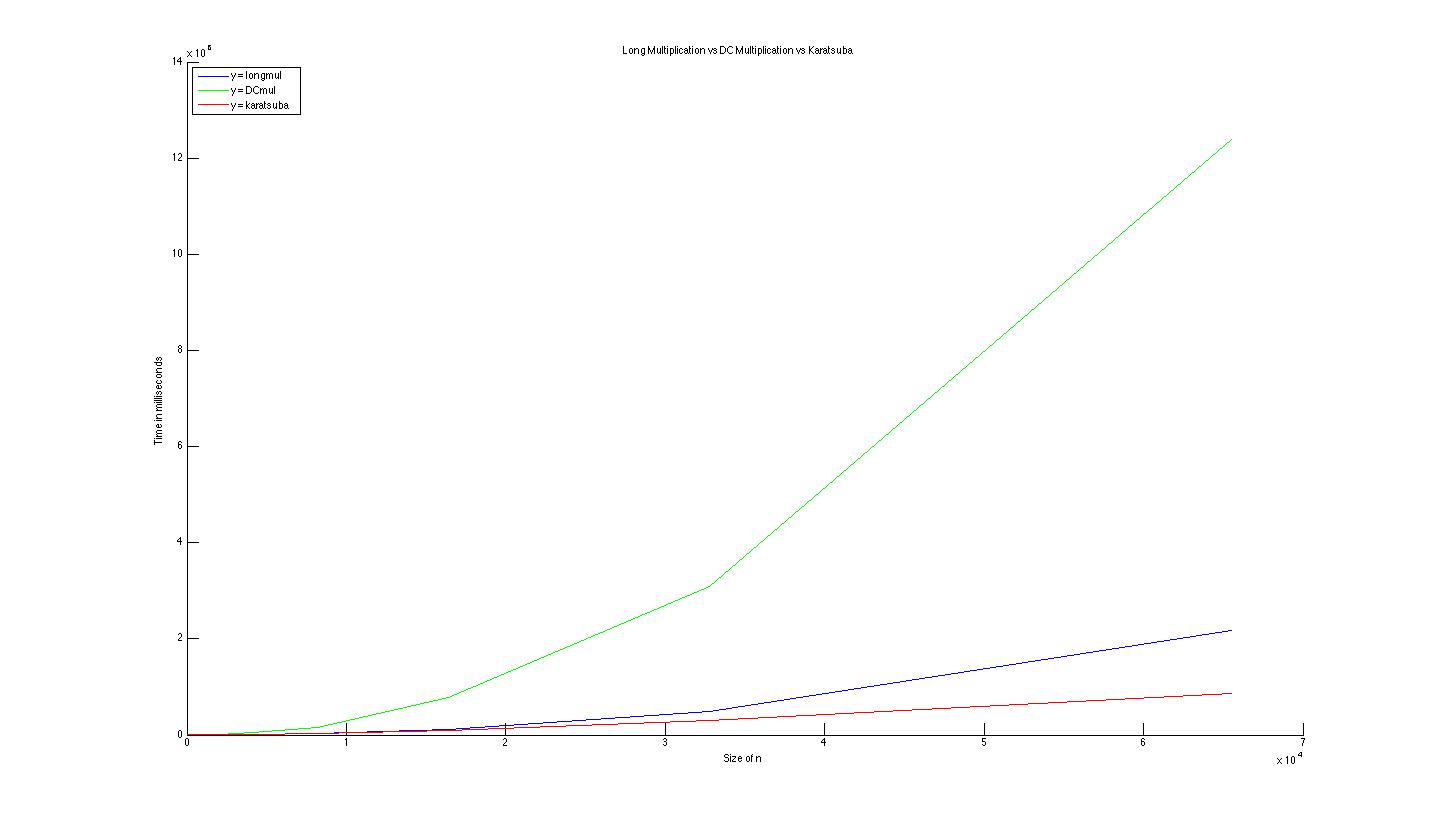 Long Multiplication vs DC Multiplication vs Karatsuba
x 10^6
14
12
10
8
6
4
2
0
y = longmul
y = DCmul
y = karatsuba
Time in milliseconds
0 1 2 3 4 5 6 7
Size of n
x 10^4